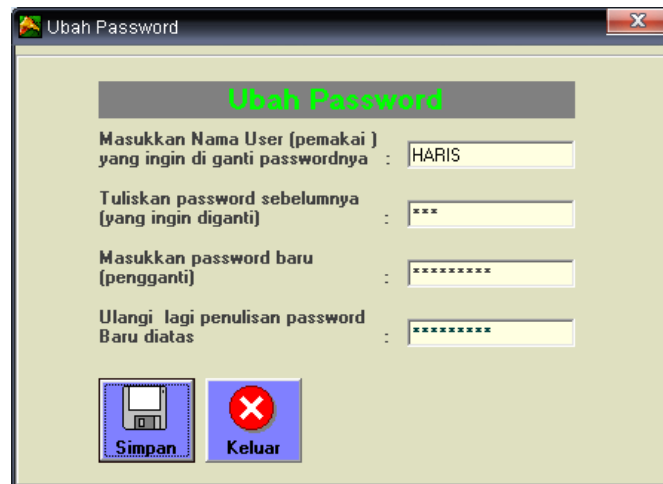 Ubah Password
Ubah Password
Masukkan Nama User (pemakai )
yang ingin di ganti passwordnya : HARIS
Tuliskan password sebelumnya
(yang ingin diganti) : ***
Masukkan password baru
(pengganti) : *********
Ulangi lagi penulisan password
Baru diatas : *********
Simpan Keluar